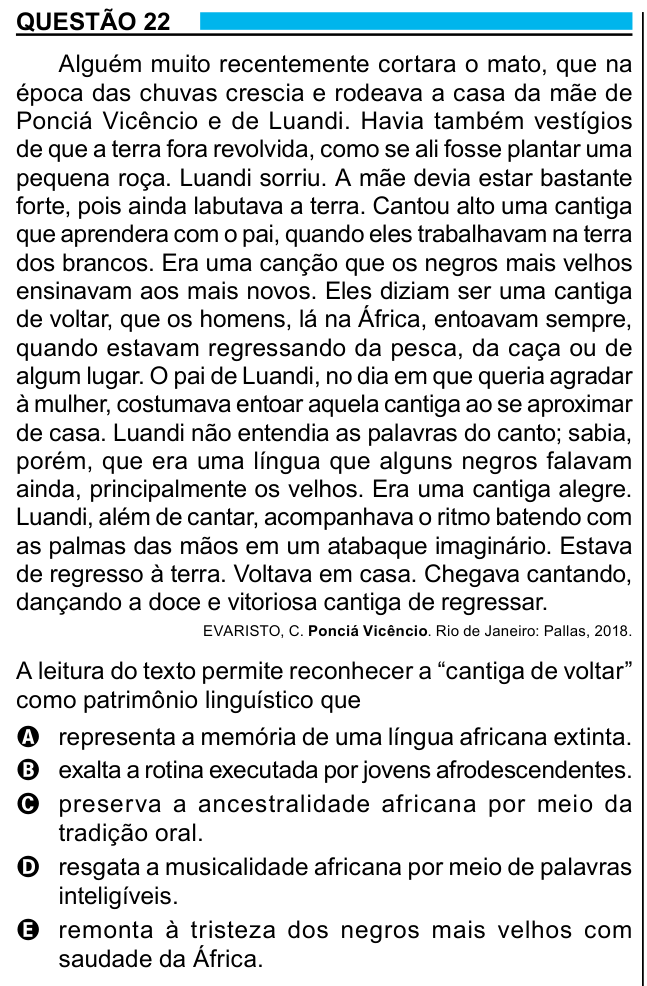 QUESTÃO 22
Alguém muito recentemente cortara o mato, que na
época das chuvas crescia e rodeava a casa da mãe de
Ponciá Vicêncio e de Luandi. Havia também vestígios
de que a terra fora revolvida, como se ali fosse plantar uma
pequena roça. Luandi sorriu. A mãe devia estar bastante
forte, pois ainda labutava a terra. Cantou alto uma cantiga
que aprendera com o pai, quando eles trabalhavam na terra
dos brancos. Era uma canção que os negros mais velhos
ensinavam aos mais novos. Eles diziam ser uma cantiga
de voltar, que os homens, lá na África, entoavam sempre,
quando estavam regressando da pesca, da caça ou de
algum lugar. O pai de Luandi, no dia em que queria agradar
à mulher, costumava entoar aquela cantiga ao se aproximar
de casa. Luandi não entendia as palavras do canto; sabia,
porém, que era uma língua que alguns negros falavam
ainda, principalmente os velhos. Era uma cantiga alegre.
Luandi, além de cantar, acompanhava o ritmo batendo com
as palmas das mãos em um atabaque imaginário. Estava
de regresso à terra. Voltava em casa. Chegava cantando,
dançando a doce e vitoriosa cantiga de regressar.
EVARISTO, C. Ponciá Vicêncio. Rio de Janeiro: Pallas, 2018.
A leitura do texto permite reconhecer a “cantiga de voltar”
como patrimônio linguístico que
A representa a memória de uma língua africana extinta.
B exalta a rotina executada por jovens afrodescendentes.
C preserva a ancestralidade africana por meio da
tradição oral.
D resgata a musicalidade africana por meio de palavras
inteligíveis.
E remonta à tristeza dos negros mais velhos com
saudade da África.